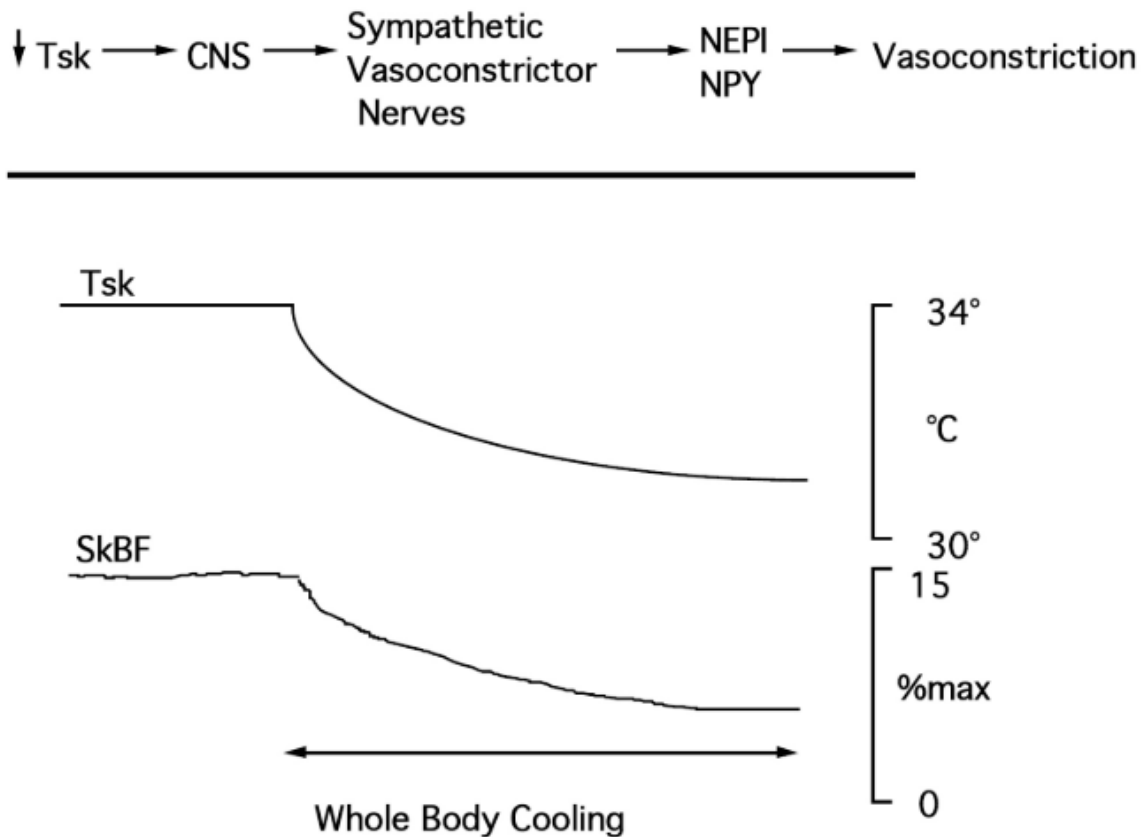 ↓ Tsk → CNS → Sympathetic Vasoconstrictor Nerves → NEPI NPY → Vasoconstriction
Tsk
34°
°C
30°
SkBF
15
%max
0
Whole Body Cooling